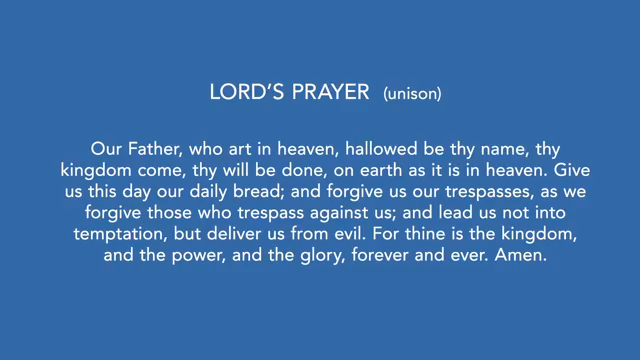 LORD'S PRAYER (unison)
Our Father, who art in heaven, hallowed be thy name, thy
kingdom come, thy will be done, on earth as it is in heaven. Give
us this day our daily bread; and forgive us our trespasses, as we
forgive those who trespass against us; and lead us not into
temptation, but deliver us from evil. For thine is the kingdom,
and the power, and the glory, forever and ever. Amen.